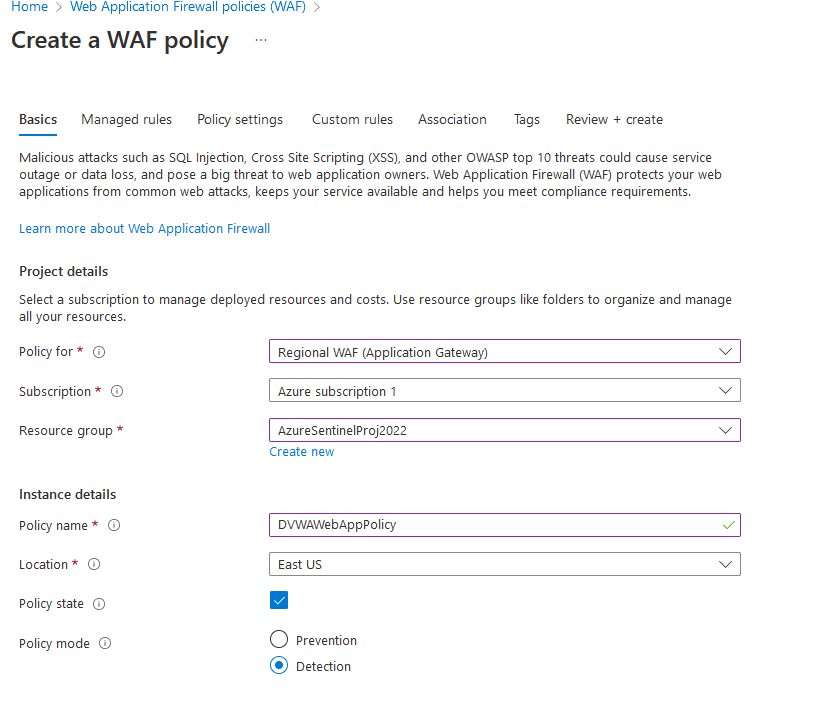 Home > Web Application Firewall policies (WAF) >
Create a WAF policy ...
Basics Managed rules Policy settings Custom rules Association Tags Review + create
Malicious attacks such as SQL Injection, Cross Site Scripting (XSS), and other OWASP top 10 threats could cause service
outage or data loss, and pose a big threat to web application owners. Web Application Firewall (WAF) protects your web
applications from common web attacks, keeps your service available and helps you meet compliance requirements.
Learn more about Web Application Firewall
Project details
Select a subscription to manage deployed resources and costs. Use resource groups like folders to organize and manage
all your resources.
Policy for * Regional WAF (Application Gateway)
Subscription * Azure subscription 1
Resource group * AzureSentinelProj2022
Create new
Instance details
Policy name * DVWAWebAppPolicy
Location * East US
Policy state
Policy mode Prevention
Detection